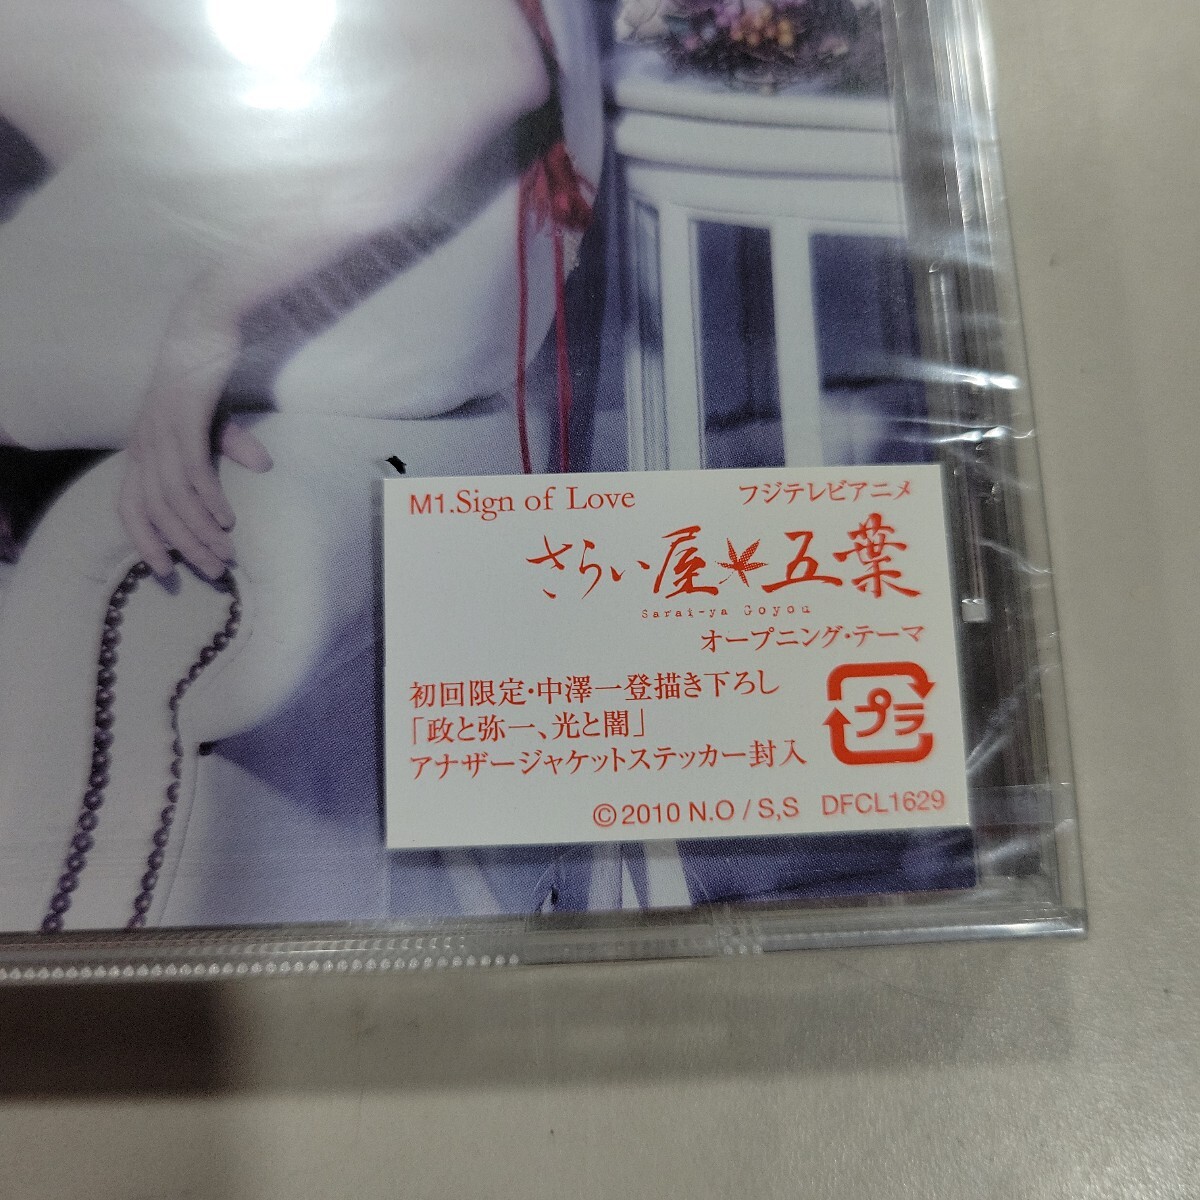 M1.Sign of Love
フジテレビアニメ
さらい屋 五葉
Sarai-ya Goyou
オープニング・テーマ
初回限定・中澤一登描き下ろし
「政と弥一、光と闇」
アナザージャケットステッカー封入
プラ
©2010 N.O / S,S DFCL1629